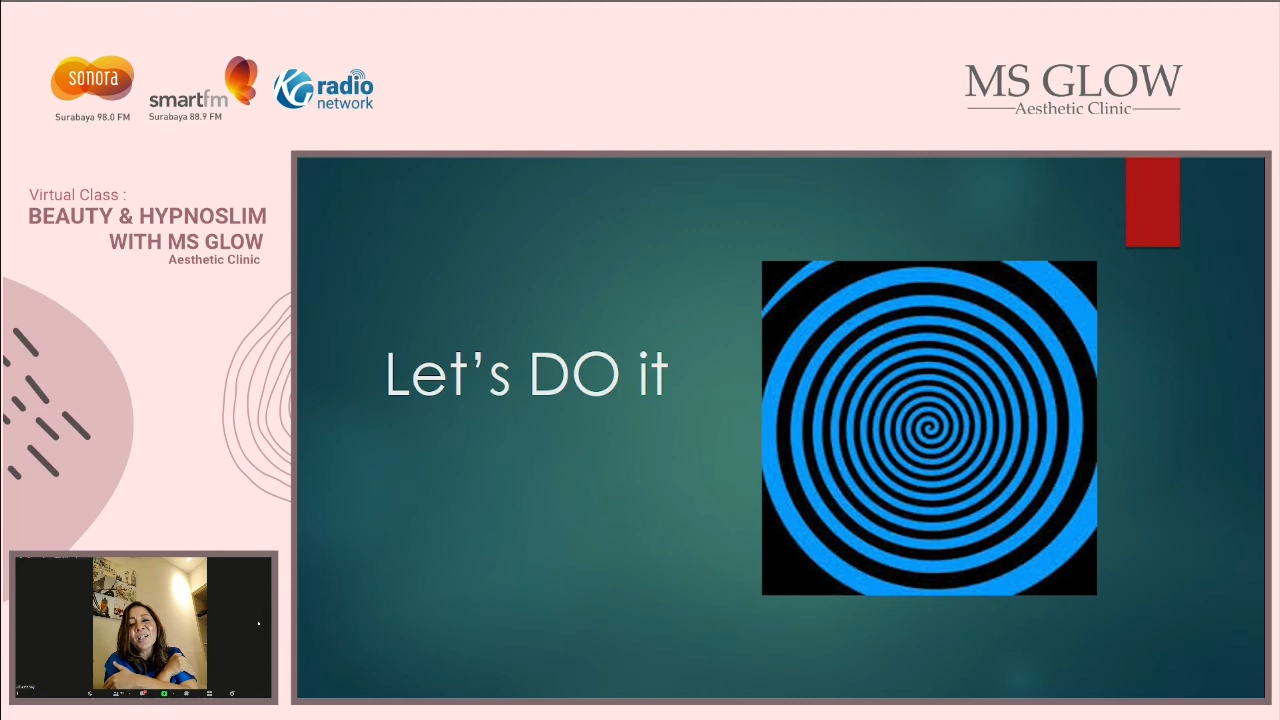 sonora
Surabaya 98.0 FM
smartfm
Surabaya 88.9 FM
KG radio
network
MS GLOW
Aesthetic Clinic
Virtual Class :
BEAUTY & HYPNOSLIM
WITH MS GLOW
Aesthetic Clinic
Let's DO it